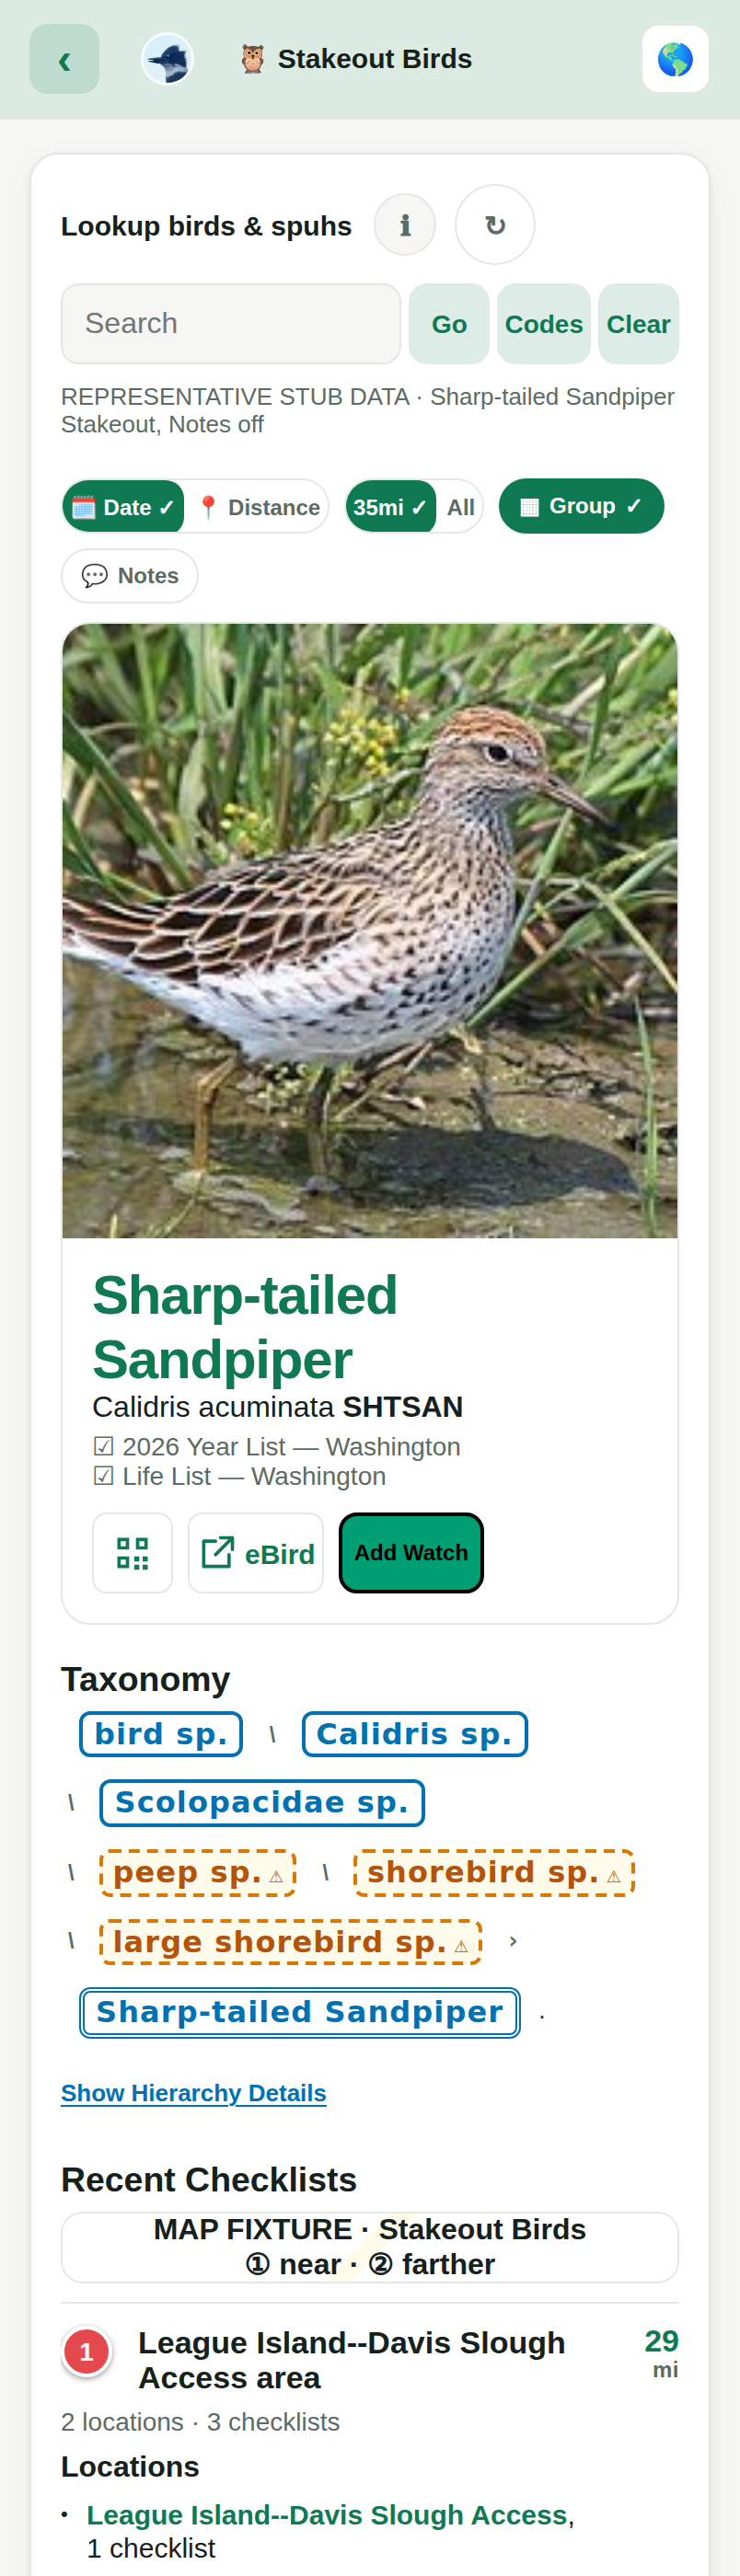 ‹ 🦉 Stakeout Birds 🌎
Lookup birds & spuhs ℹ ↻
Search Go Codes Clear
REPRESENTATIVE STUB DATA · Sharp-tailed Sandpiper
Stakeout, Notes off
🗓️ Date ✓ 📍 Distance 35mi ✓ All ▦ Group ✓
💬 Notes
Sharp-tailed
Sandpiper
Calidris acuminata SHTSAN
☑ 2026 Year List — Washington
☑ Life List — Washington
eBird Add Watch
Taxonomy
bird sp. \ Calidris sp.
\ Scolopacidae sp.
\ peep sp. ⚠ \ shorebird sp. ⚠
\ large shorebird sp. ⚠ ›
Sharp-tailed Sandpiper .
Show Hierarchy Details
Recent Checklists
MAP FIXTURE · Stakeout Birds
① near · ② farther
1 League Island--Davis Slough 29
Access area mi
2 locations · 3 checklists
Locations
• League Island--Davis Slough Access,
1 checklist